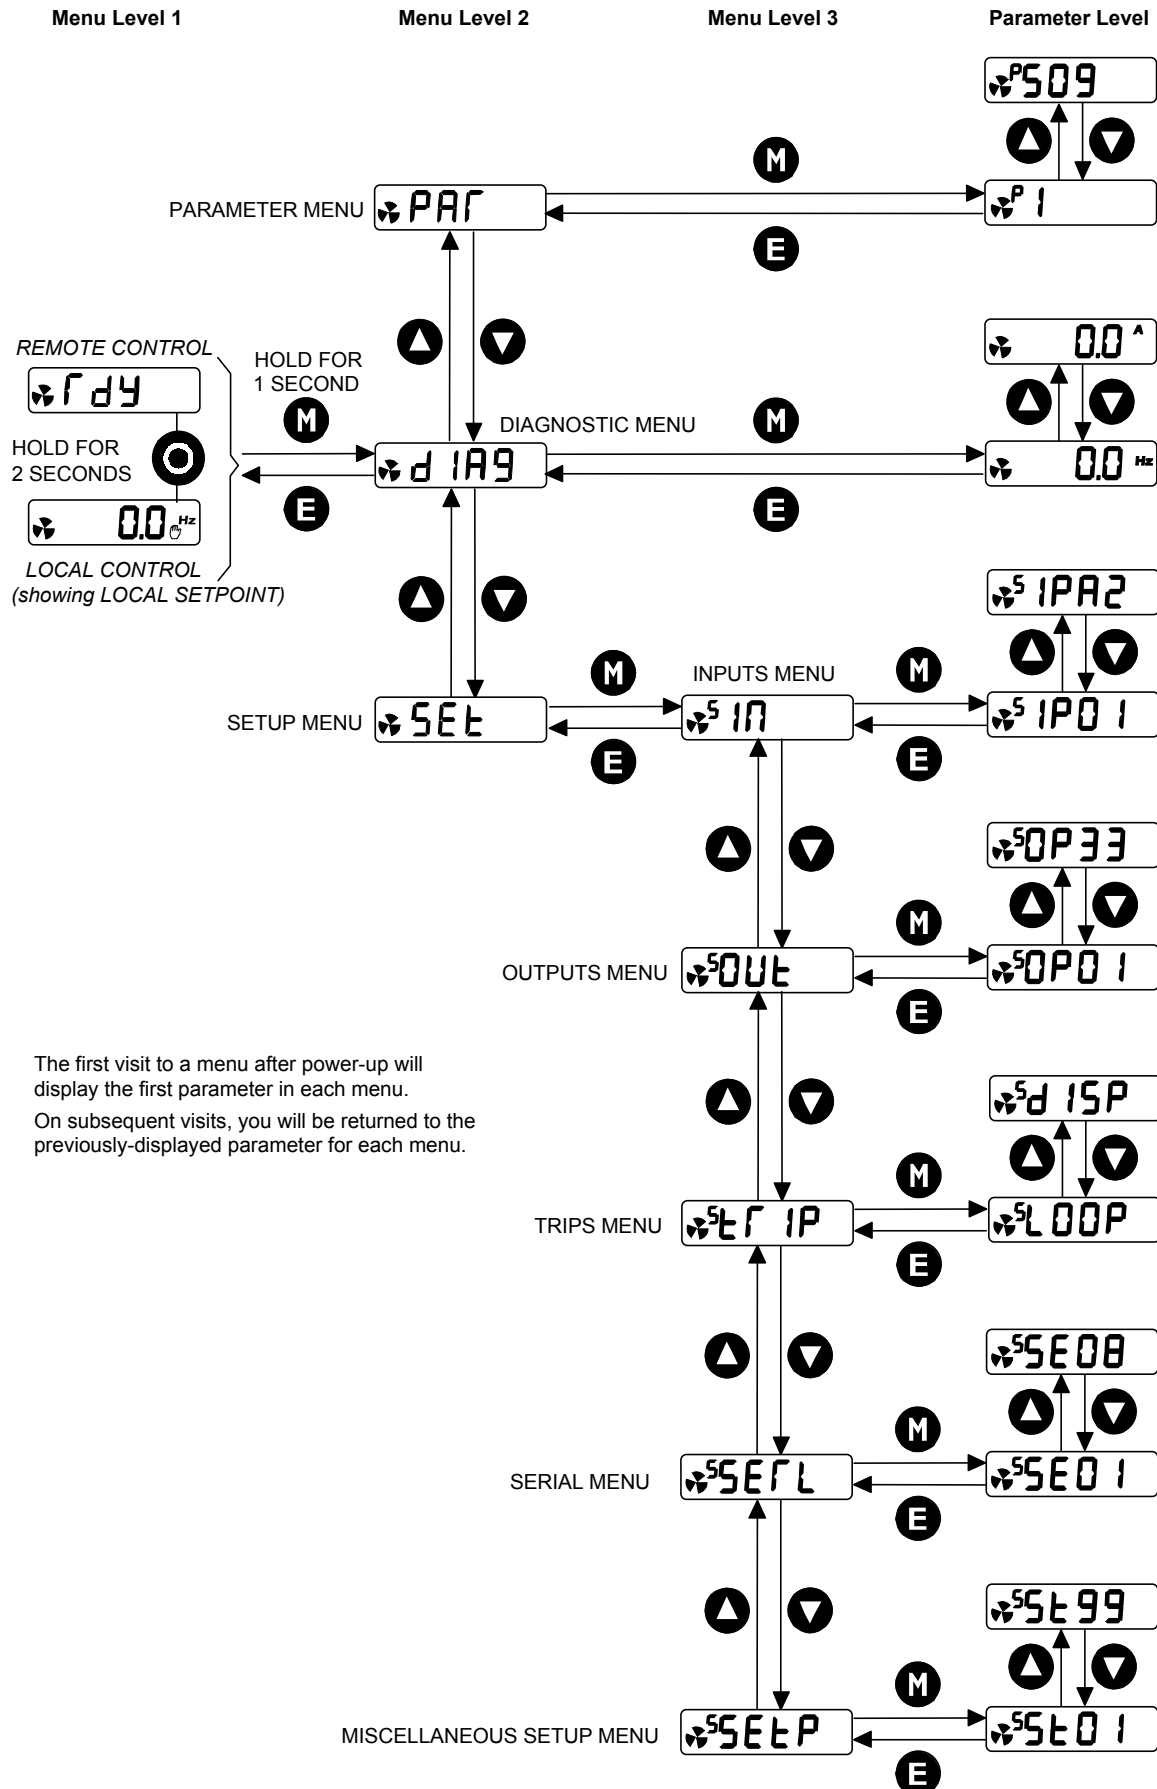 Menu Level 1 Menu Level 2 Menu Level 3 Parameter Level
PS09
M
PARAMETER MENU PAr P1
E
REMOTE CONTROL
rdY
HOLD FOR
1 SECOND
0.0 A
M
DIAGNOSTIC MENU M
HOLD FOR
2 SECONDS
dIAg 0.0 Hz
E E
0.0 Hz
LOCAL CONTROL
(showing LOCAL SETPOINT)
S IPA2
M INPUTS MENU M
SETUP MENU SEt S In S IP01
E E
S OP33
M
OUTPUTS MENU S OUt S OP01
E
The first visit to a menu after power-up will
display the first parameter in each menu.
On subsequent visits, you will be returned to the
previously-displayed parameter for each menu.
S dISP
M
TRIPS MENU S trIP S LOOP
E
S SE08
M
SERIAL MENU S SErL S SE01
E
S St99
M
MISCELLANEOUS SETUP MENU S SEtP S St01
E